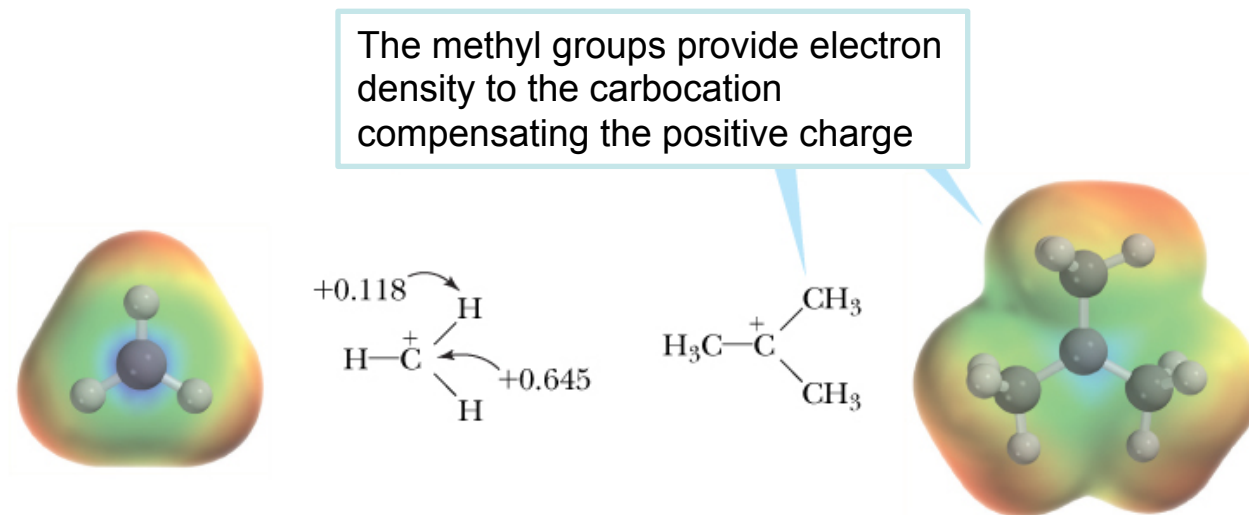 The methyl groups provide electron
density to the carbocation
compensating the positive charge
+0.118
H
+
H—C
+0.645
H
CH₃
+
H₃C—C
CH₃